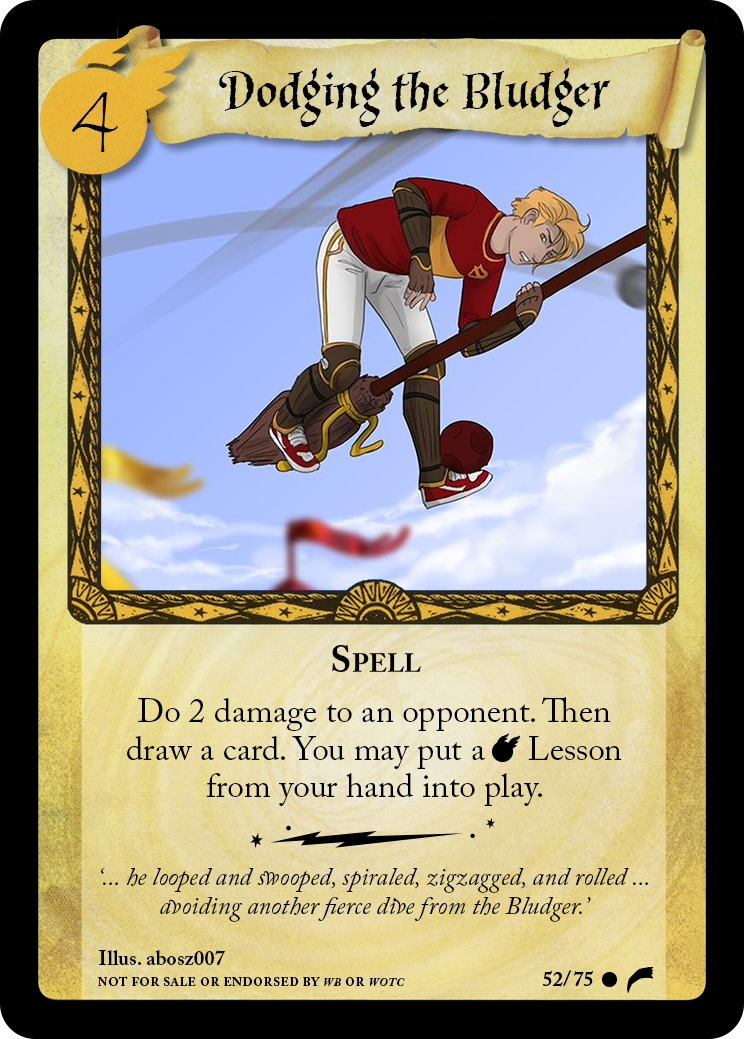 4
Dodging the Bludger
SPELL
Do 2 damage to an opponent. Then
draw a card. You may put a Lesson
from your hand into play.
‘... he looped and swooped, spiraled, zigzagged, and rolled ...
avoiding another fierce dive from the Bludger.’
Illus. abosz007
NOT FOR SALE OR ENDORSED BY WB OR WOTC
52/75